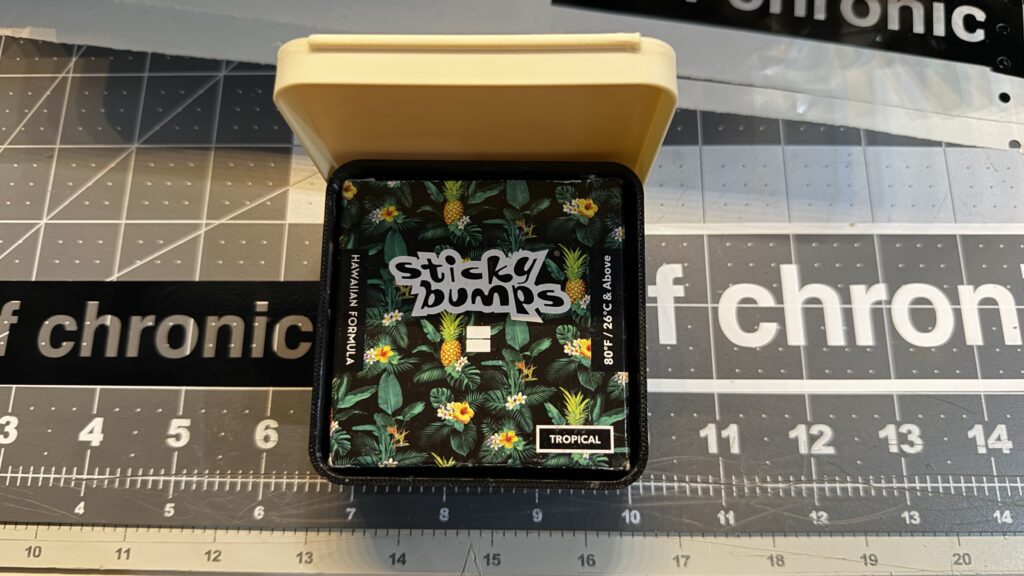 f chronic
sticky
bumps
®
HAWAIIAN FORMULA
80°F / 26°C & Above
TROPICAL
f chronic
f chronic
3 4 5 6 11 12 13 14
4 5 6 7 8 9 10 11 12 13 14
10 11 12 13 14 15 16 17 18 19 20